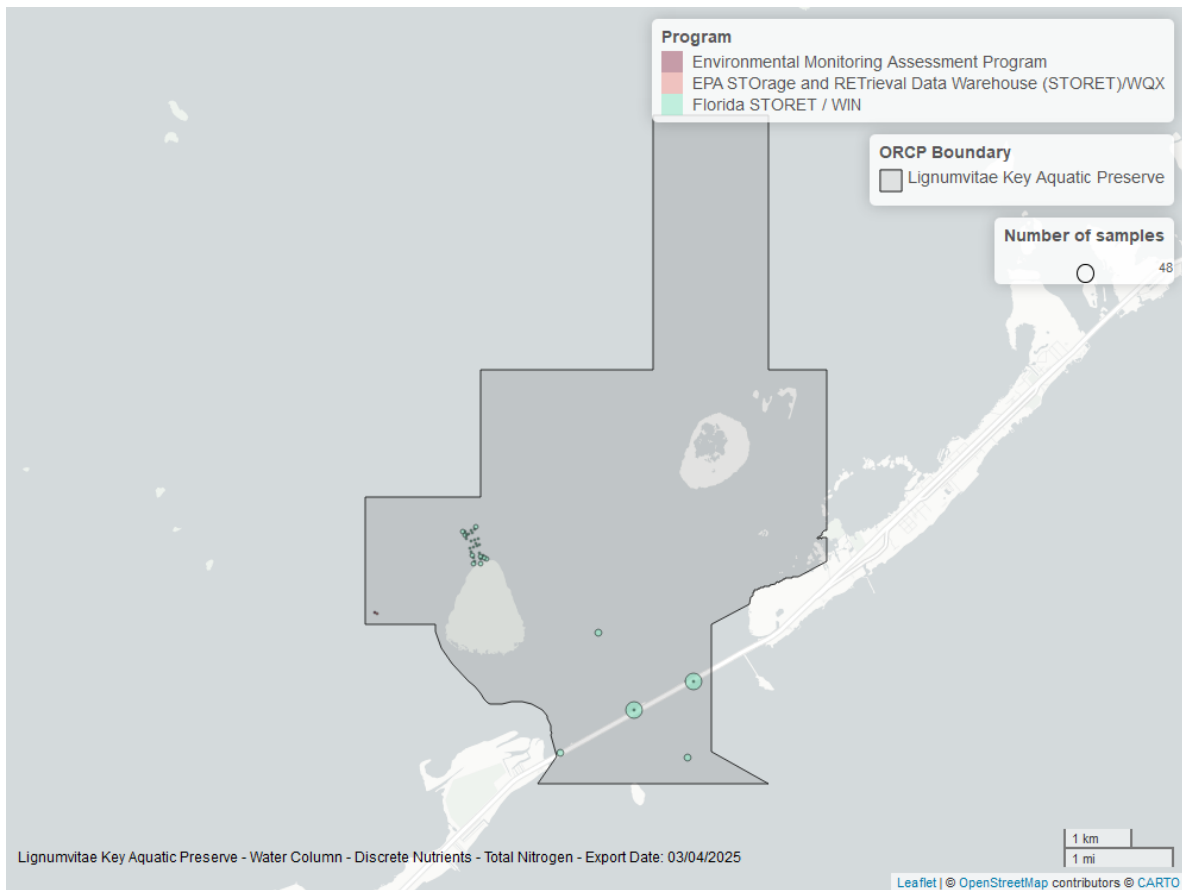 Program
Environmental Monitoring Assessment Program
EPA STOrage and RETrieval Data Warehouse (STORET)/WQX
Florida STORET / WIN
ORCP Boundary
Lignumvitae Key Aquatic Preserve
Number of samples
48
1 km
1 mi
Lignumvitae Key Aquatic Preserve - Water Column - Discrete Nutrients - Total Nitrogen - Export Date: 03/04/2025
Leaflet | © OpenStreetMap contributors © CARTO